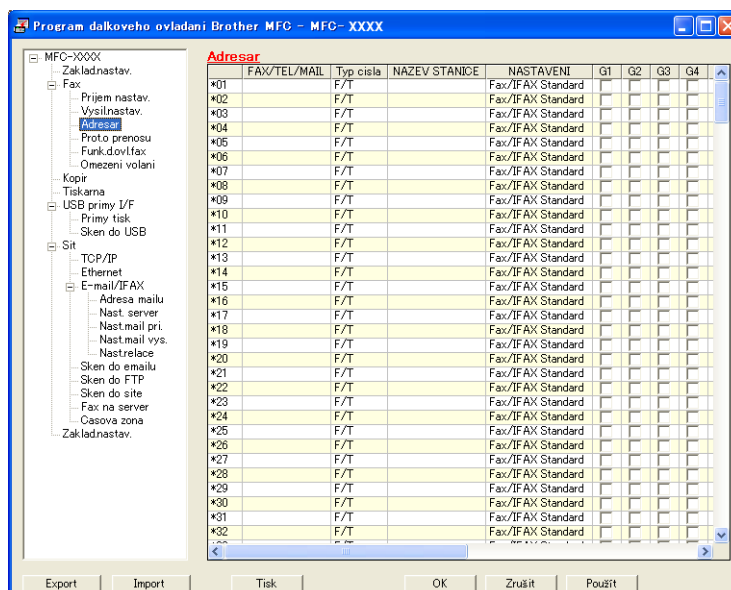 Program dalkoveho ovladani Brother MFC - MFC- XXXX
MFC-XXXX
Zaklad.nastav.
Fax
Prijem nastav.
Vysil.nastav.
Adresar
Prot.o prenosu
Funk.d.ovl.fax
Omezeni volani
Kopir
Tiskarna
USB primy I/F
Primy tisk
Sken do USB
Sit
TCP/IP
Ethernet
E-mail/IFAX
Adresa mailu
Nast. server
Nast.mail pri.
Nast.mail vys.
Nast.relace
Sken do emailu
Sken do FTP
Sken do site
Fax na server
Casova zona
Zaklad.nastav.
Adresar
FAX/TEL/MAIL Typ cisla NAZEV STANICE NASTAVENI G1 G2 G3 G4
*01 F/T Fax/IFAX Standard
*02 F/T Fax/IFAX Standard
*03 F/T Fax/IFAX Standard
*04 F/T Fax/IFAX Standard
*05 F/T Fax/IFAX Standard
*06 F/T Fax/IFAX Standard
*07 F/T Fax/IFAX Standard
*08 F/T Fax/IFAX Standard
*09 F/T Fax/IFAX Standard
*10 F/T Fax/IFAX Standard
*11 F/T Fax/IFAX Standard
*12 F/T Fax/IFAX Standard
*13 F/T Fax/IFAX Standard
*14 F/T Fax/IFAX Standard
*15 F/T Fax/IFAX Standard
*16 F/T Fax/IFAX Standard
*17 F/T Fax/IFAX Standard
*18 F/T Fax/IFAX Standard
*19 F/T Fax/IFAX Standard
*20 F/T Fax/IFAX Standard
*21 F/T Fax/IFAX Standard
*22 F/T Fax/IFAX Standard
*23 F/T Fax/IFAX Standard
*24 F/T Fax/IFAX Standard
*25 F/T Fax/IFAX Standard
*26 F/T Fax/IFAX Standard
*27 F/T Fax/IFAX Standard
*28 F/T Fax/IFAX Standard
*29 F/T Fax/IFAX Standard
*30 F/T Fax/IFAX Standard
*31 F/T Fax/IFAX Standard
*32 F/T Fax/IFAX Standard
Export Import Tisk OK Zrušit Použít